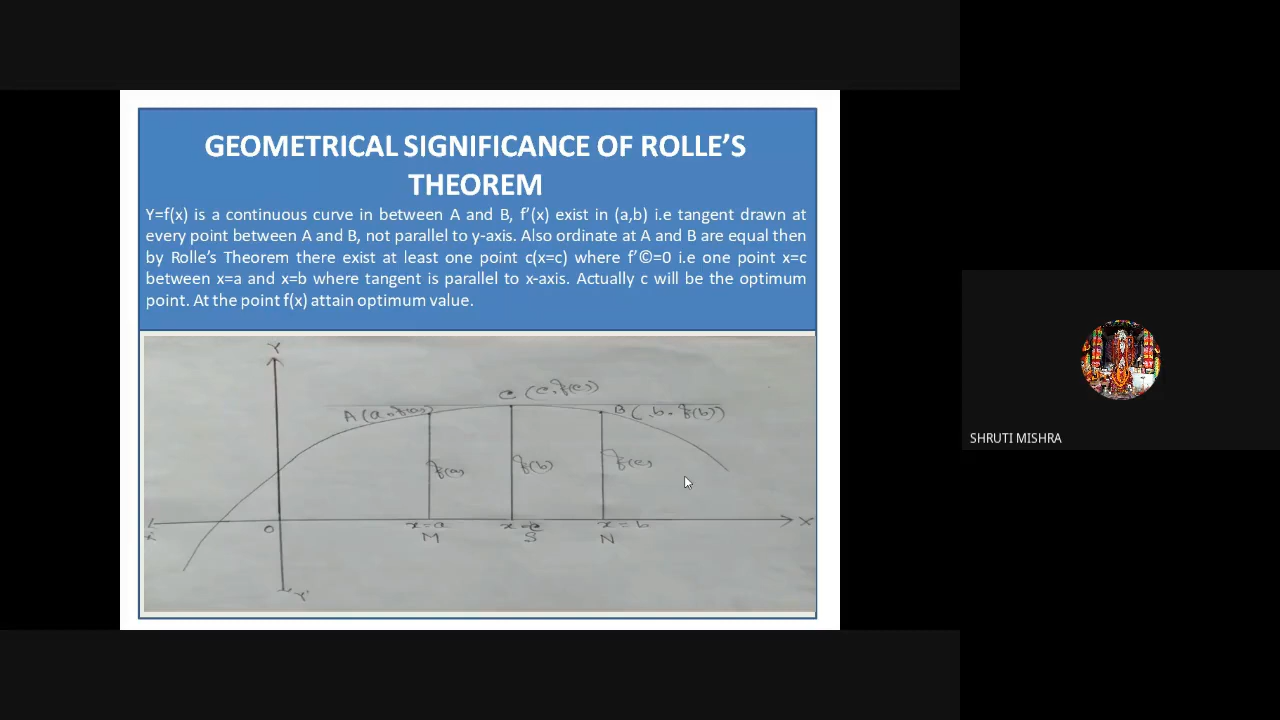 GEOMETRICAL SIGNIFICANCE OF ROLLE'S
THEOREM
Y=f(x) is a continuous curve in between A and B, f'(x) exist in (a,b) i.e tangent drawn at
every point between A and B, not parallel to y-axis. Also ordinate at A and B are equal then
by Rolle's Theorem there exist at least one point c(x=c) where f'©=0 i.e one point x=c
between x=a and x=b where tangent is parallel to x-axis. Actually c will be the optimum
point. At the point f(x) attain optimum value.
Y
C (c, f(c))
A (a, f(a))
B (b, f(b))
f(a)
f(b)
f(c)
O
x=a
x=c
x=b
X
M
S
N
Y'
SHRUTI MISHRA